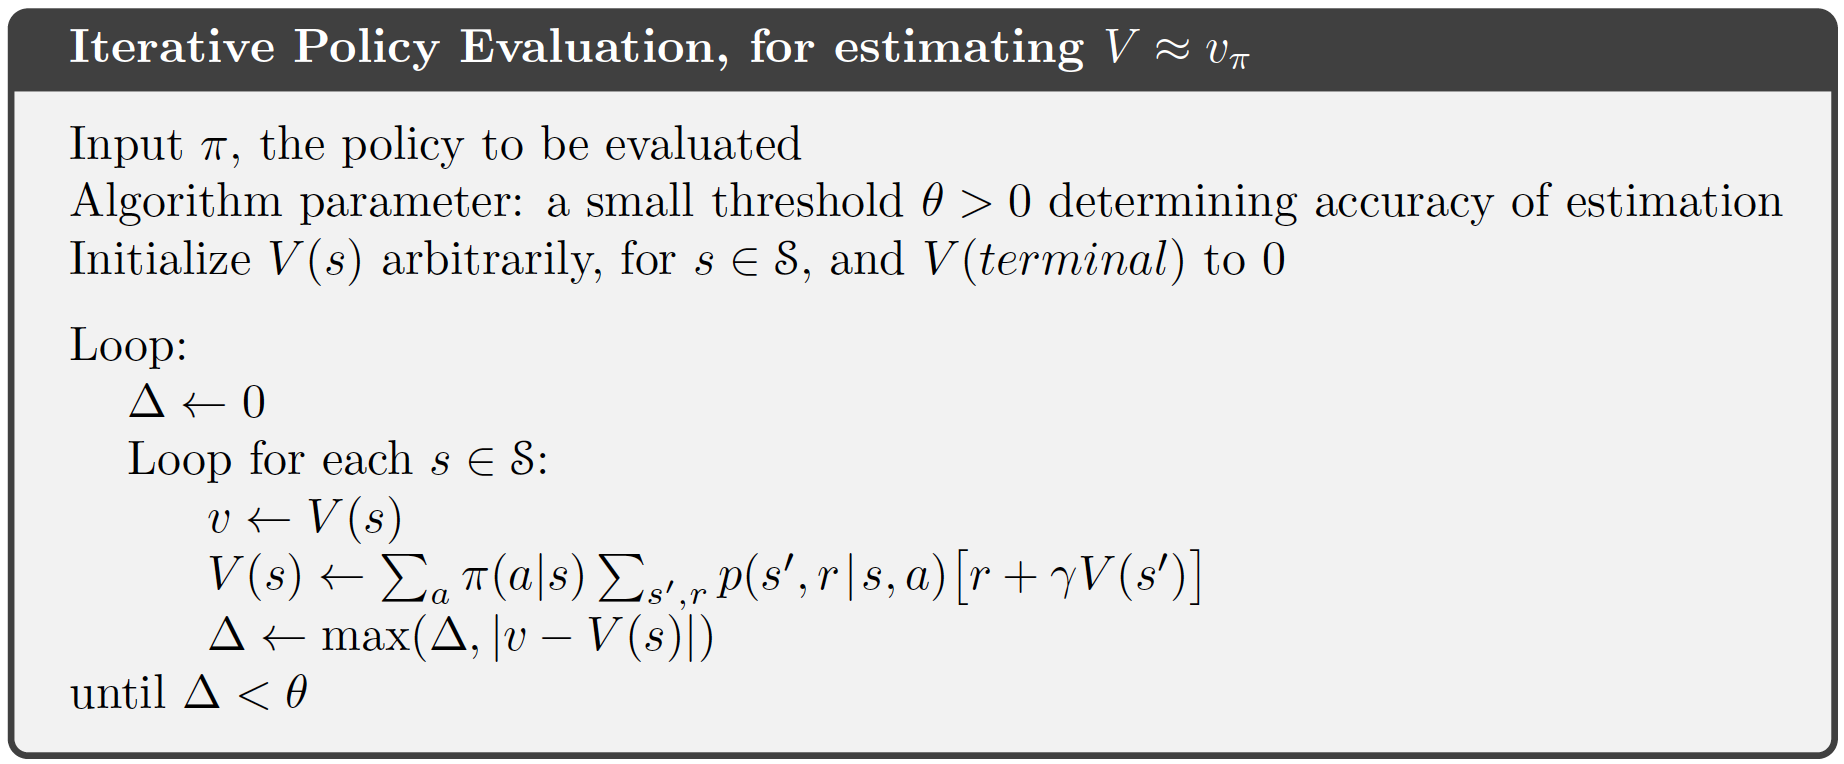 Iterative Policy Evaluation, for estimating V ≈ v_π
Input π, the policy to be evaluated
Algorithm parameter: a small threshold θ > 0 determining accuracy of estimation
Initialize V(s) arbitrarily, for s ∈ 𝒮, and V(terminal) to 0
Loop:
Δ ← 0
Loop for each s ∈ 𝒮:
v ← V(s)
V(s) ← ∑_a π(a|s) ∑_{s′,r} p(s′, r | s, a)[r + γV(s′)]
Δ ← max(Δ, |v − V(s)|)
until Δ < θ